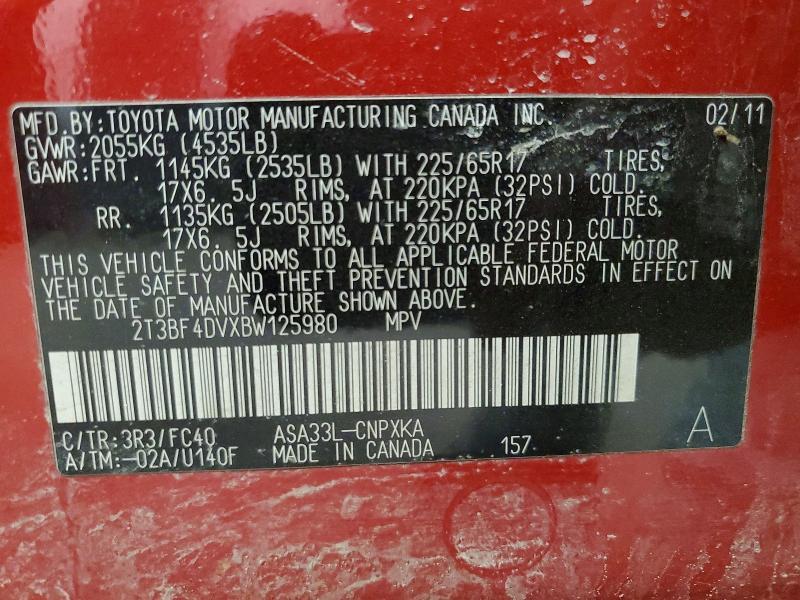 MFD.BY:TOYOTA MOTOR MANUFACTURING CANADA INC. 02/11
GVWR:2055KG (4535LB)
GAWR:FRT. 1145KG (2535LB) WITH 225/65R17 TIRES,
17X6. 5J RIMS, AT 220KPA (32PSI) COLD.
RR. 1135KG (2505LB) WITH 225/65R17 TIRES,
17X6. 5J RIMS, AT 220KPA (32PSI) COLD.
THIS VEHICLE CONFORMS TO ALL APPLICABLE FEDERAL MOTOR
VEHICLE SAFETY AND THEFT PREVENTION STANDARDS IN EFFECT ON
THE DATE OF MANUFACTURE SHOWN ABOVE.
2T3BF4DVXBW125980 MPV
C/TR:3R3/FC40 ASA33L-CNPXKA
A/TM:-02A/U140F MADE IN CANADA 157 A